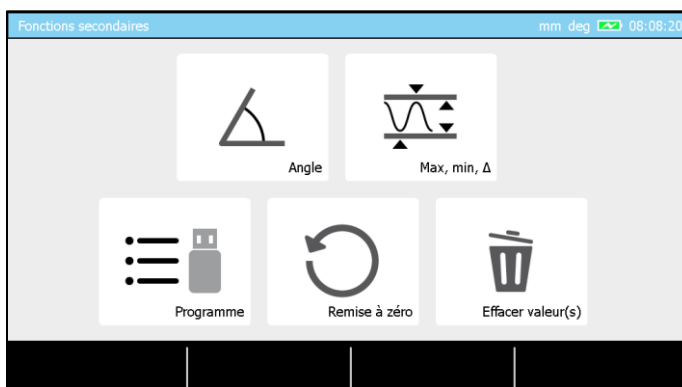 Fonctions secondaires
mm deg 08:08:20
Angle
Max, min, Δ
Programme
Remise à zéro
Effacer valeur(s)